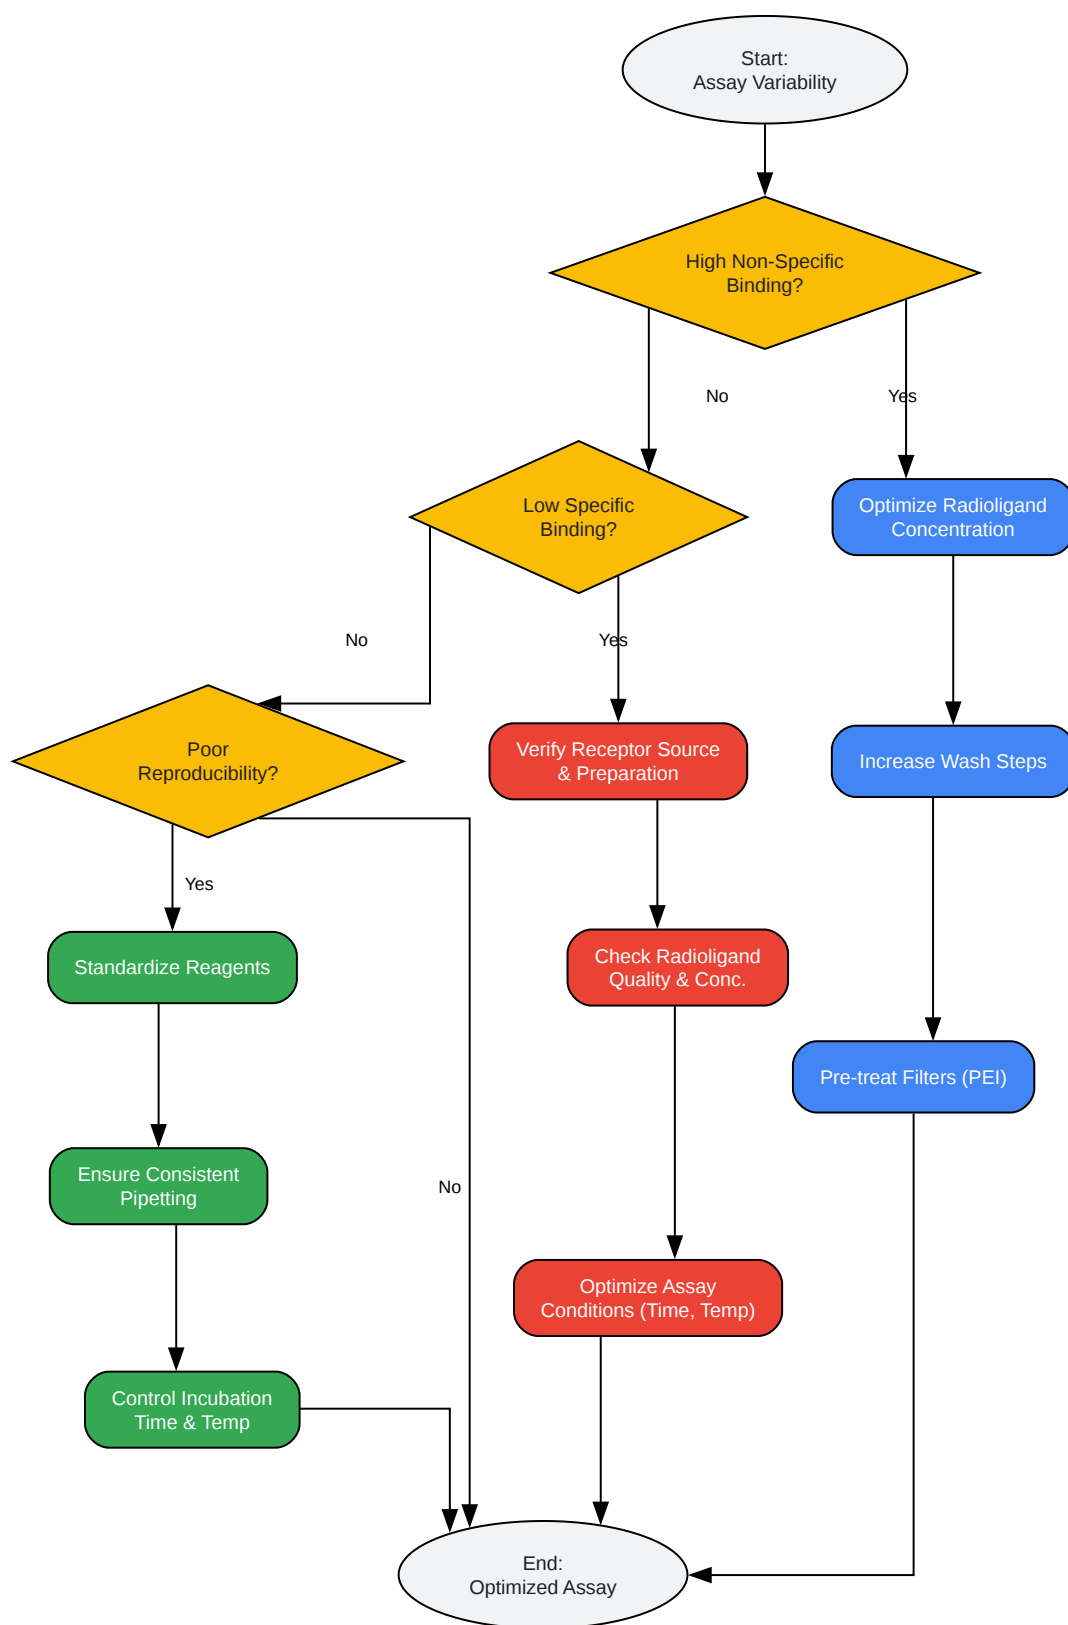 Start:
Assay Variability
High Non-Specific
Binding?
No
Yes
Low Specific
Binding?
Optimize Radioligand
Concentration
No
Yes
Poor
Reproducibility?
Verify Receptor Source
& Preparation
Increase Wash Steps
Yes
Standardize Reagents
Check Radioligand
Quality & Conc.
Pre-treat Filters (PEI)
Ensure Consistent
Pipetting
No
Optimize Assay
Conditions (Time, Temp)
Control Incubation
Time & Temp
End:
Optimized Assay